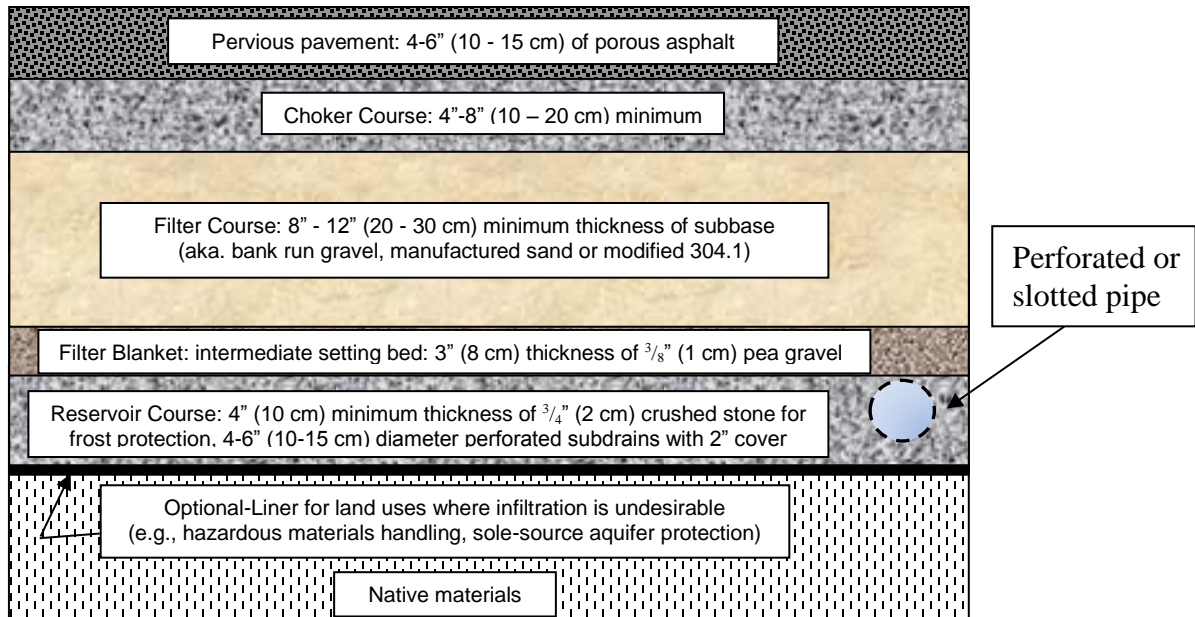 Pervious pavement: 4-6” (10 - 15 cm) of porous asphalt
Choker Course: 4”-8” (10 – 20 cm) minimum
Filter Course: 8” - 12” (20 - 30 cm) minimum thickness of subbase
(aka. bank run gravel, manufactured sand or modified 304.1)
Perforated or
slotted pipe
Filter Blanket: intermediate setting bed: 3” (8 cm) thickness of 3/8” (1 cm) pea gravel
Reservoir Course: 4” (10 cm) minimum thickness of 3/4” (2 cm) crushed stone for
frost protection, 4-6” (10-15 cm) diameter perforated subdrains with 2” cover
Optional-Liner for land uses where infiltration is undesirable
(e.g., hazardous materials handling, sole-source aquifer protection)
Native materials